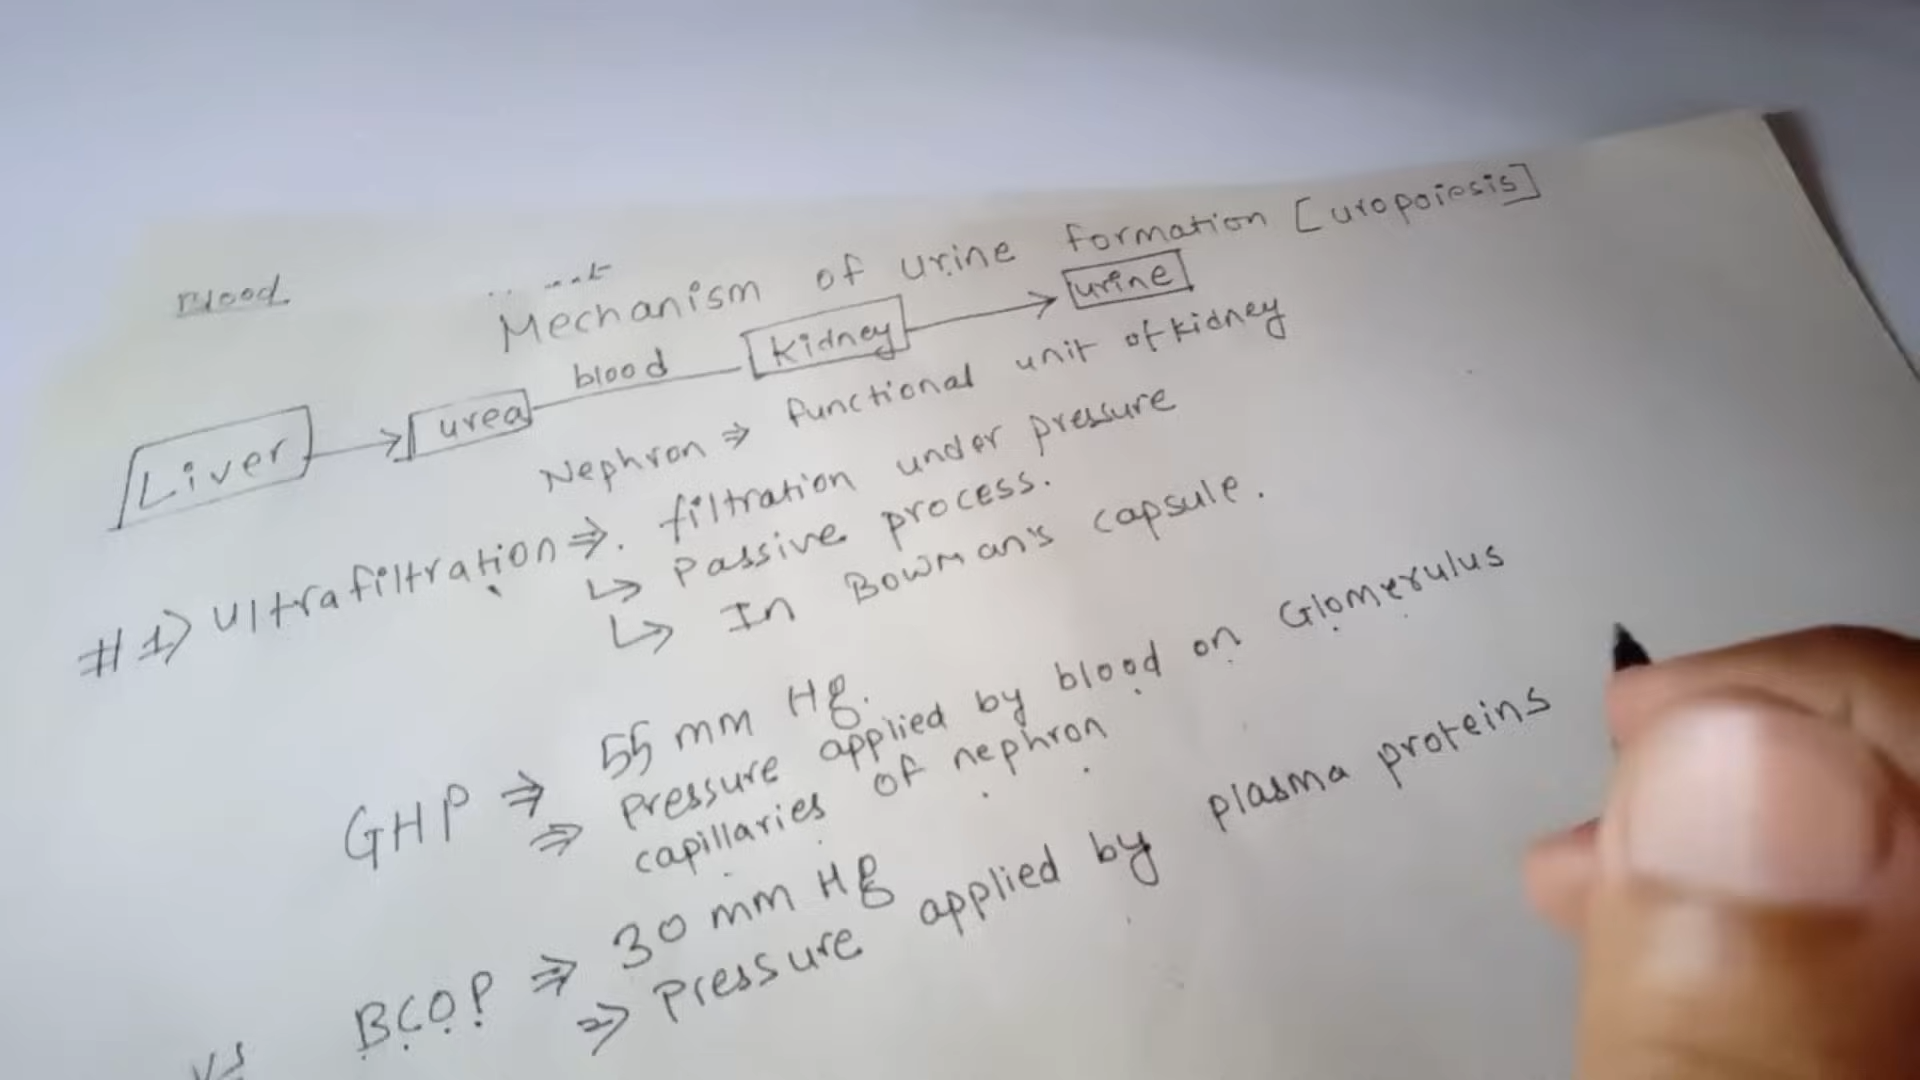 Blood
Mechanism of urine formation [uropoiesis]
Liver → urea blood Kidney → urine
Nephron ⇒ functional unit of kidney
#1) Ultrafiltration ⇒. filtration under pressure
↳ Passive process.
↳ In Bowman's capsule.
GHP ⇒ 55 mm Hg.
⇒ Pressure applied by blood on Glomerulus
capillaries of nephron
BCOP ⇒ 30 mm Hg
⇒ Pressure applied by plasma proteins